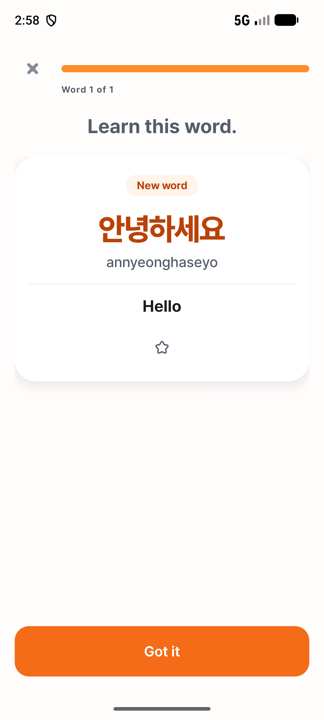 2:58
5G
Word 1 of 1
Learn this word.
New word
안녕하세요
annyeonghaseyo
Hello
Got it